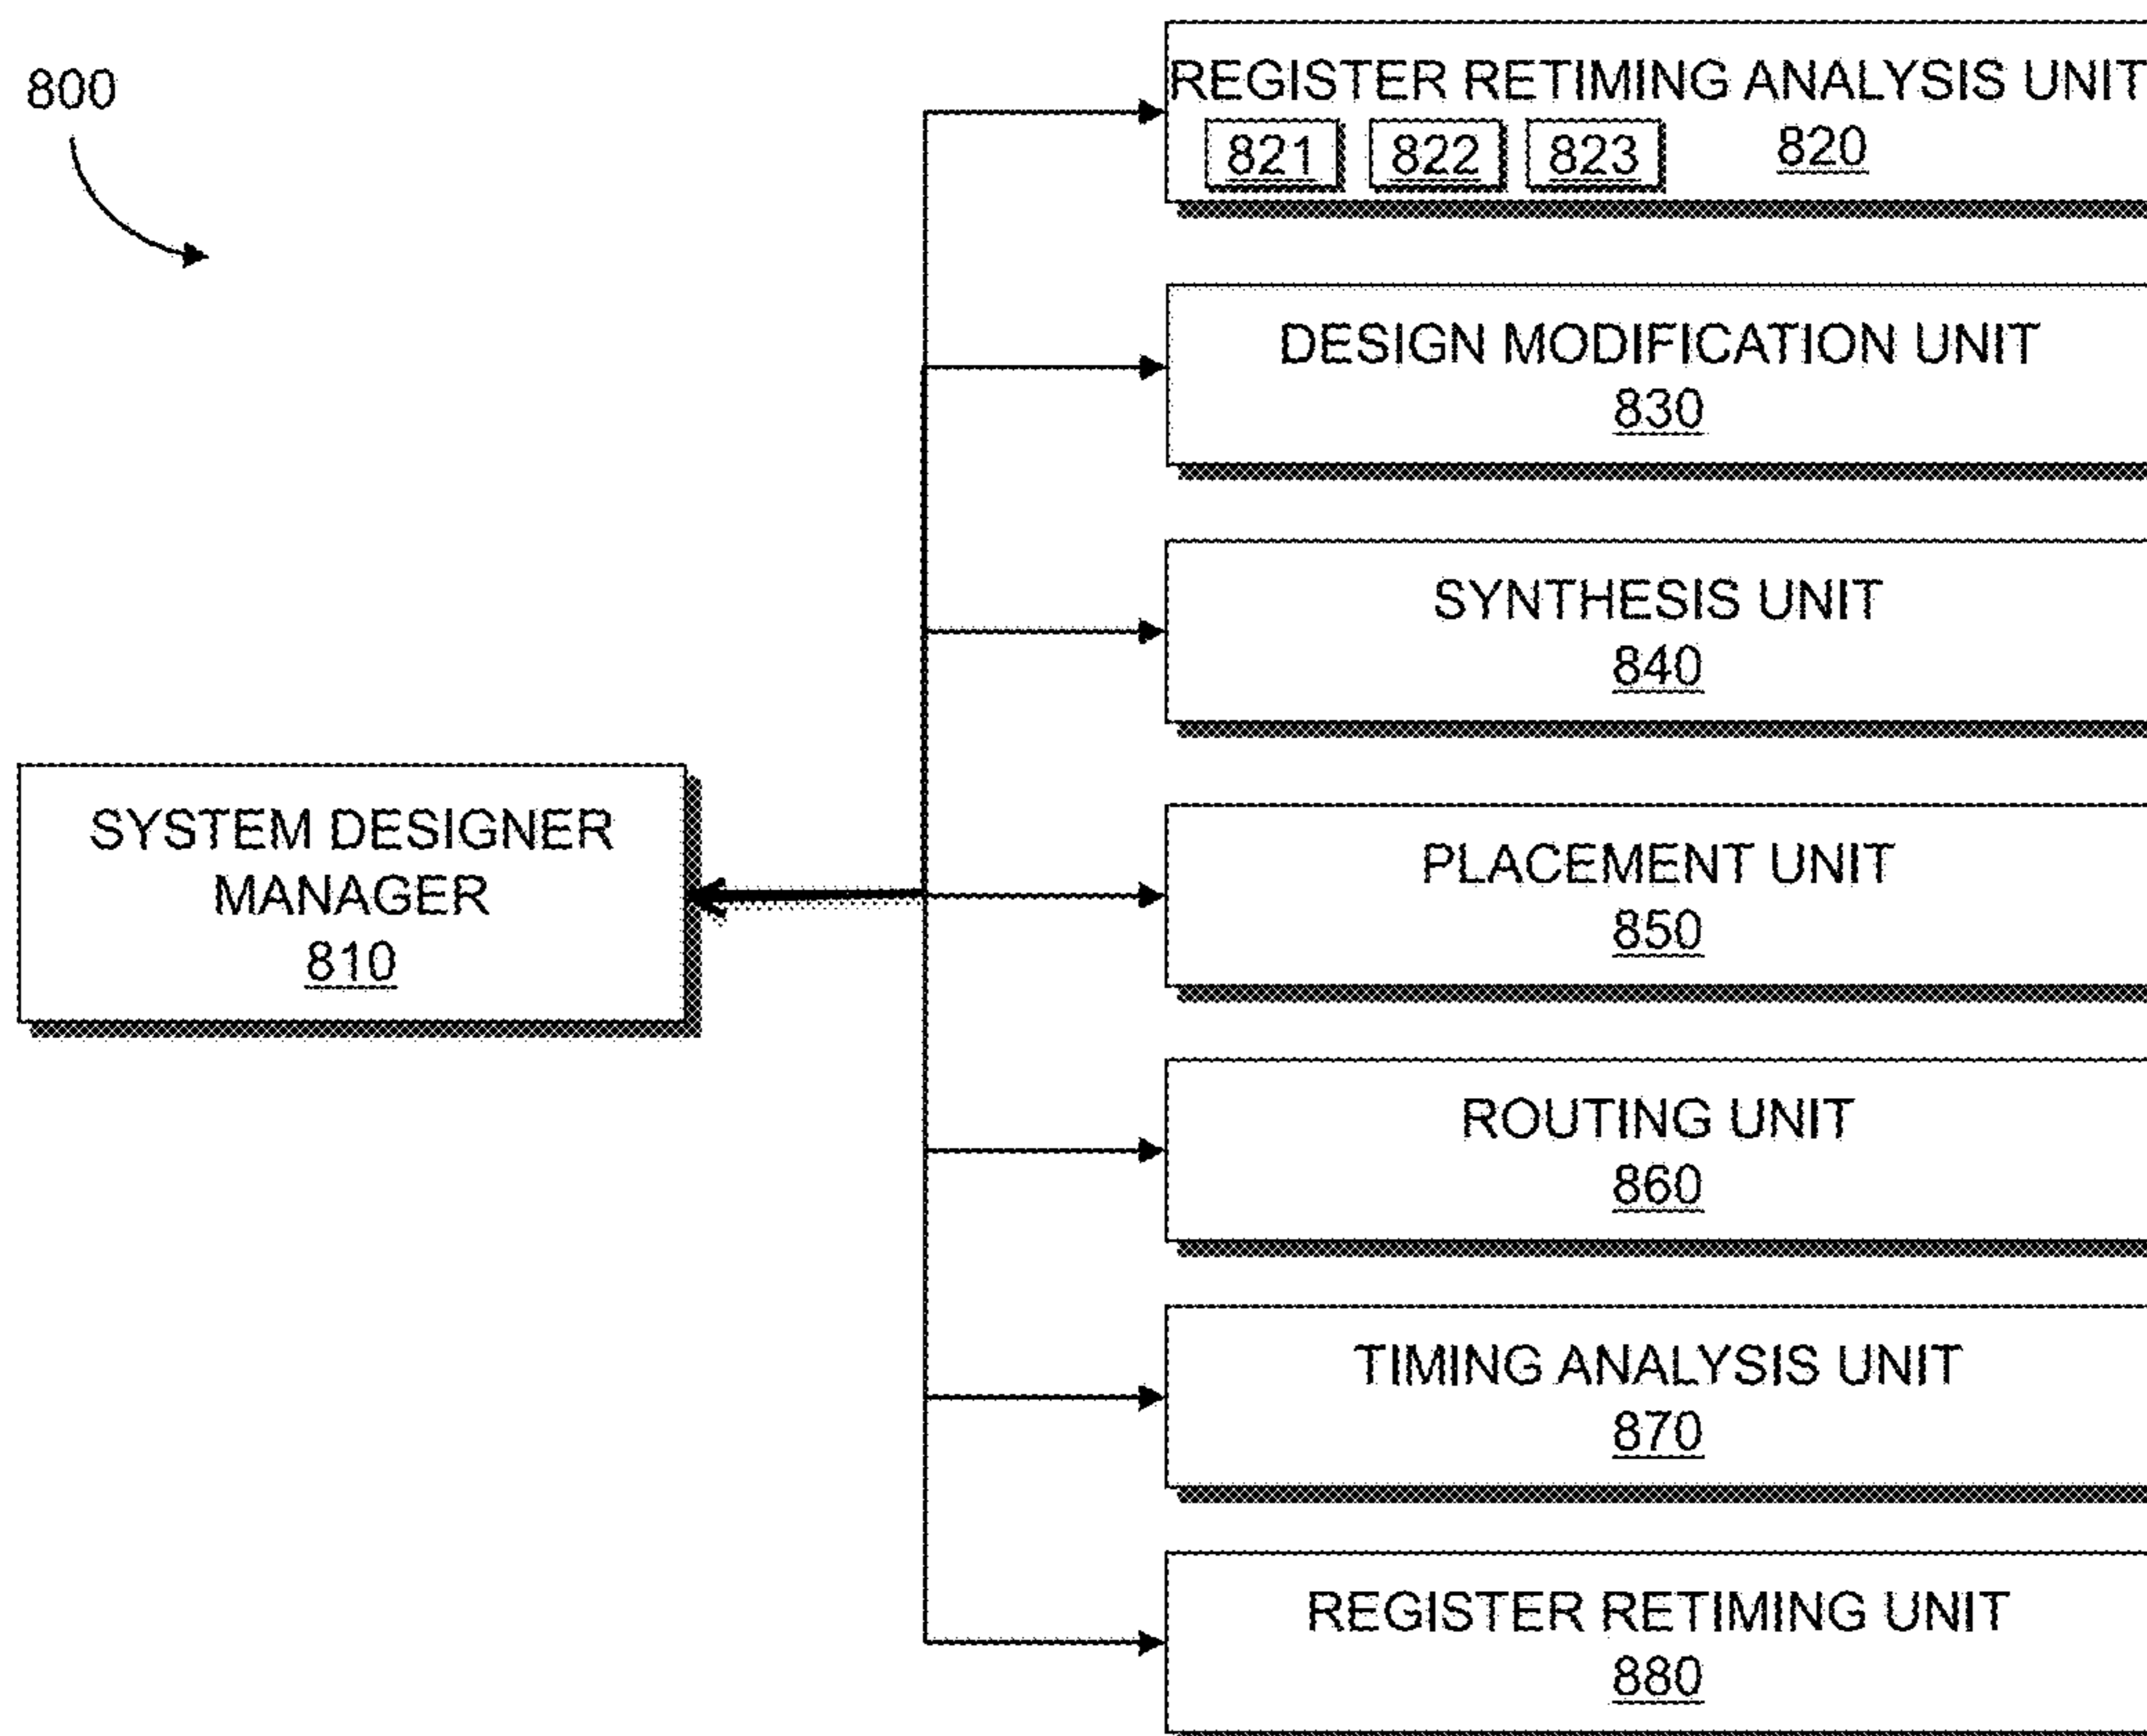 800
REGISTER RETIMING ANALYSIS UNIT
821 822 823 820
DESIGN MODIFICATION UNIT
830
SYNTHESIS UNIT
840
SYSTEM DESIGNER
MANAGER
810
PLACEMENT UNIT
850
ROUTING UNIT
860
TIMING ANALYSIS UNIT
870
REGISTER RETIMING UNIT
880